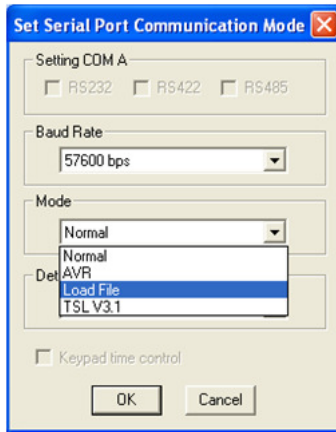 Set Serial Port Communication Mode
Setting COM A
RS232 RS422 RS485
Baud Rate
57600 bps
Mode
Normal
Normal
AVR
Load File
TSL V3.1
Det
Keypad time control
OK Cancel